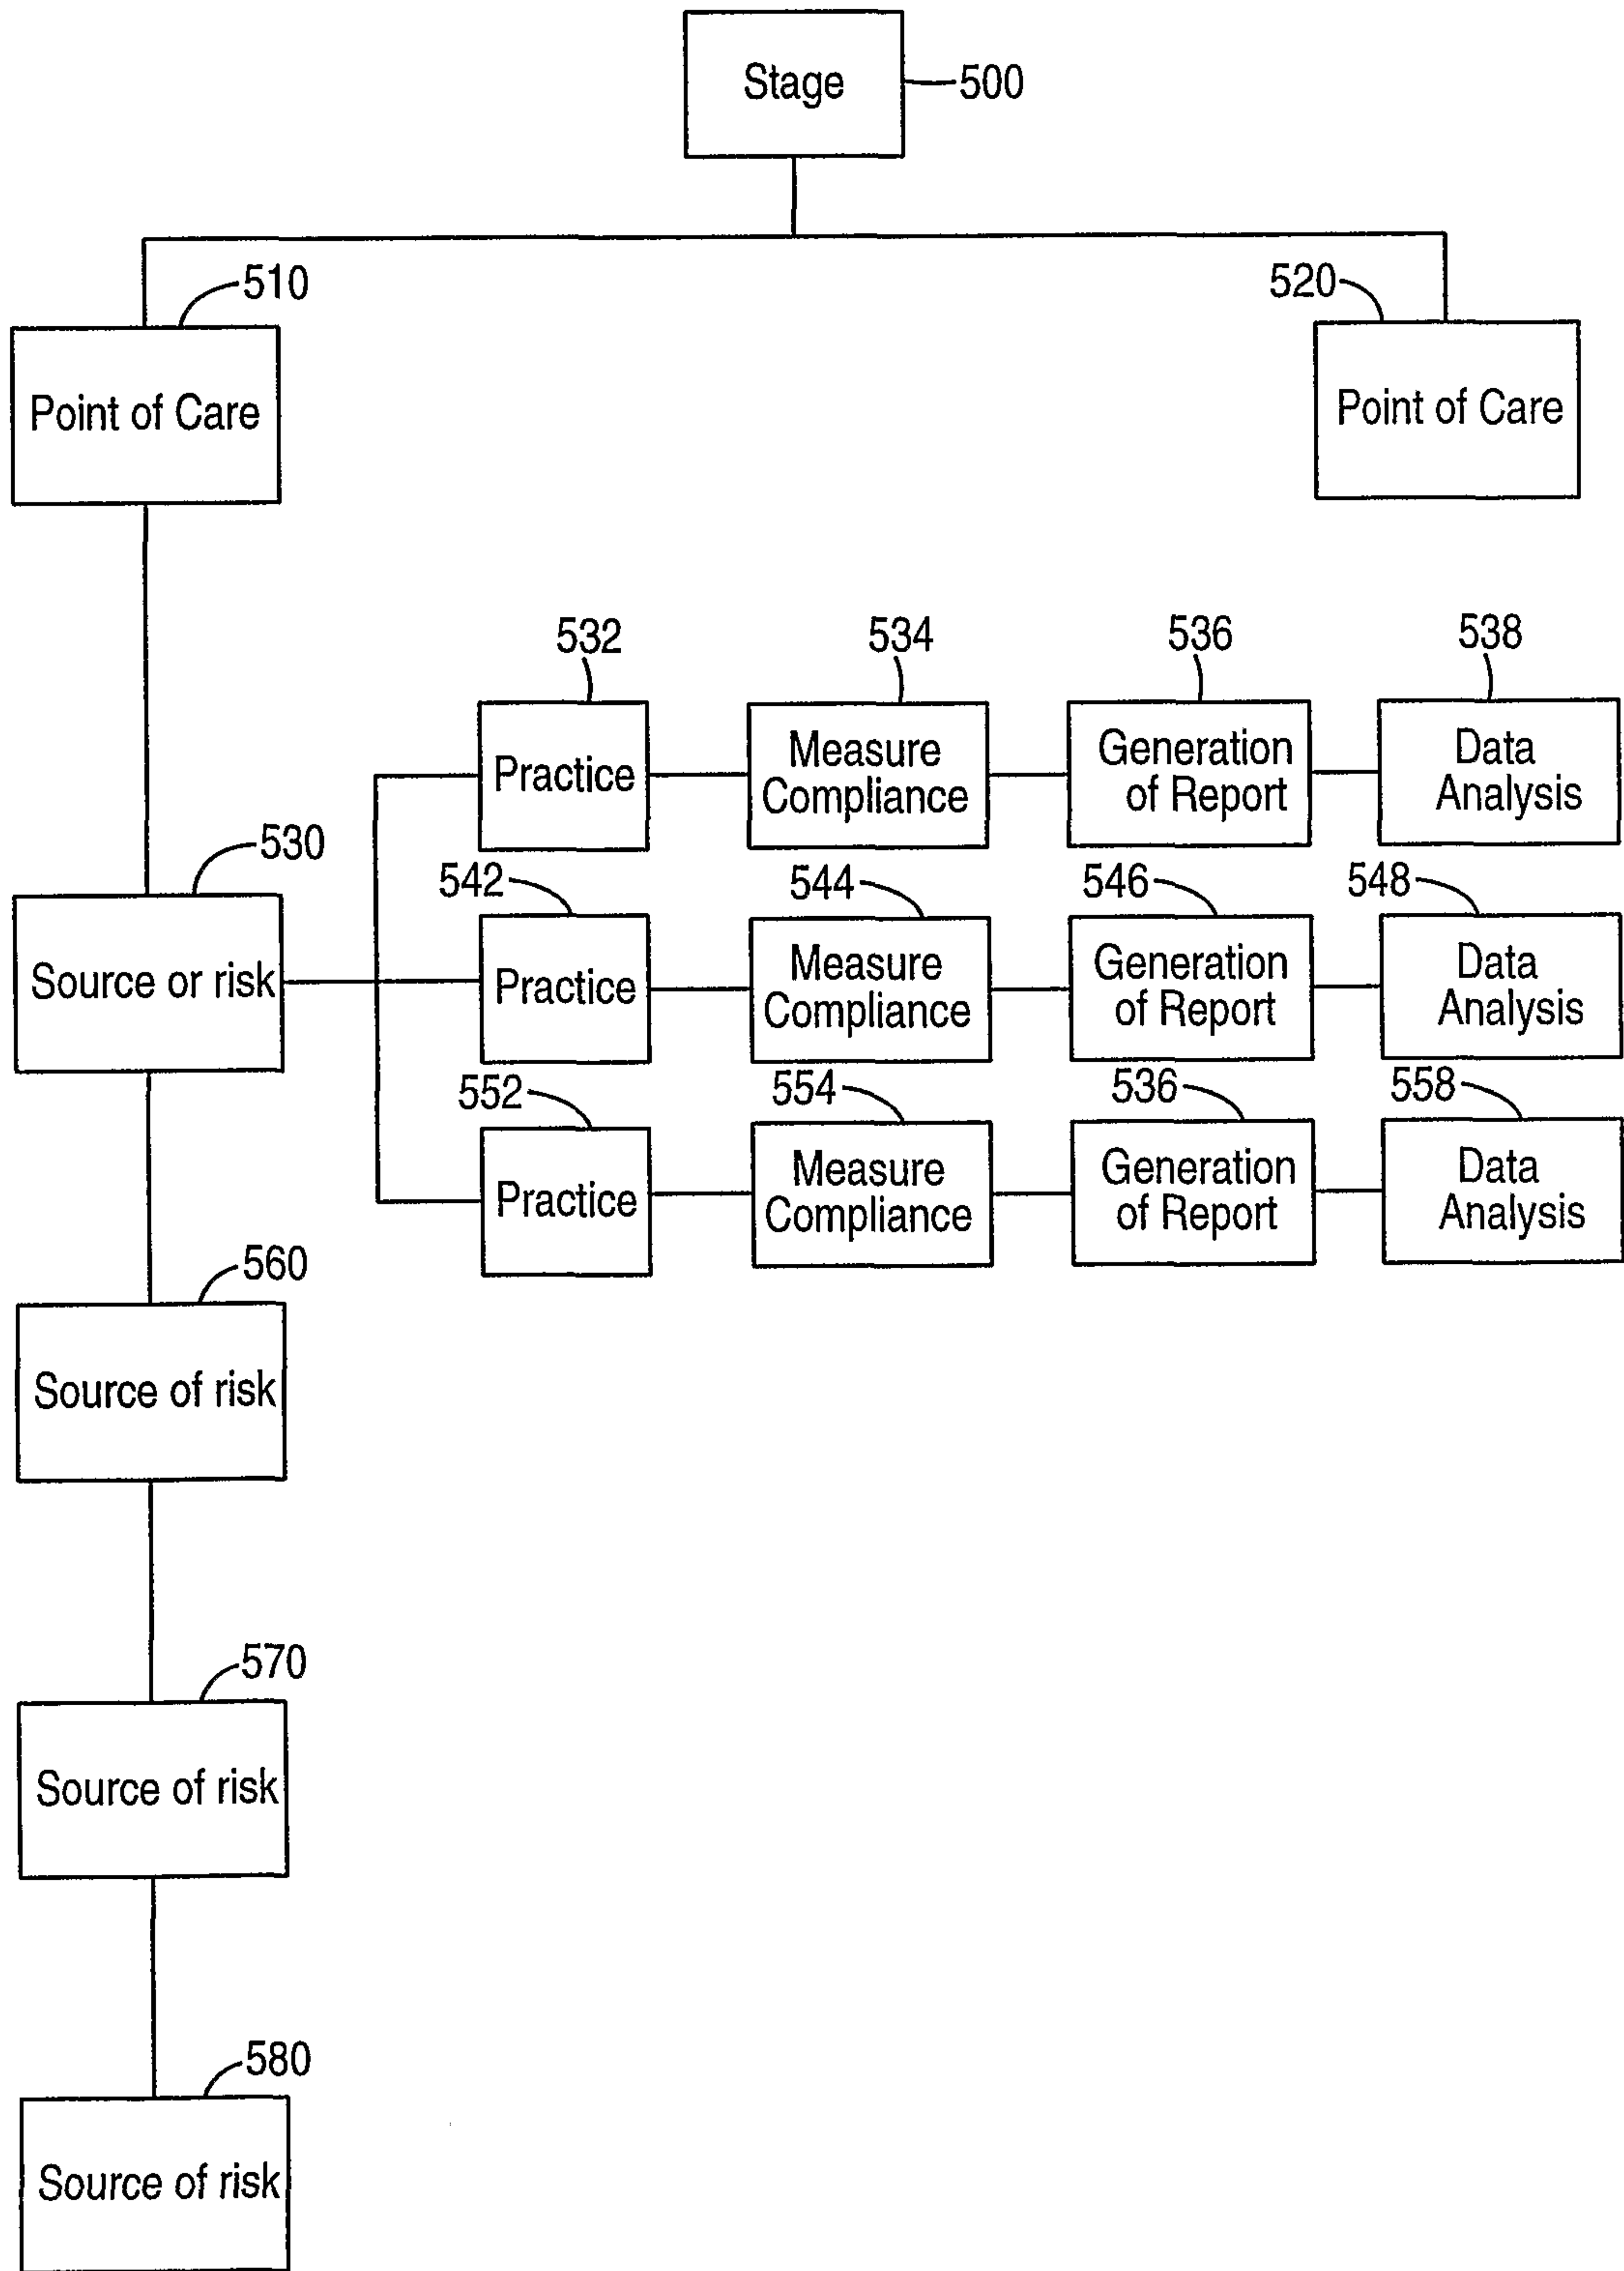 Stage
500
510
520
Point of Care
Point of Care
532
534
536
538
Practice
Measure
Compliance
Generation
of Report
Data
Analysis
530
Source or risk
542
544
546
548
Practice
Measure
Compliance
Generation
of Report
Data
Analysis
552
554
536
558
Practice
Measure
Compliance
Generation
of Report
Data
Analysis
560
Source of risk
570
Source of risk
580
Source of risk